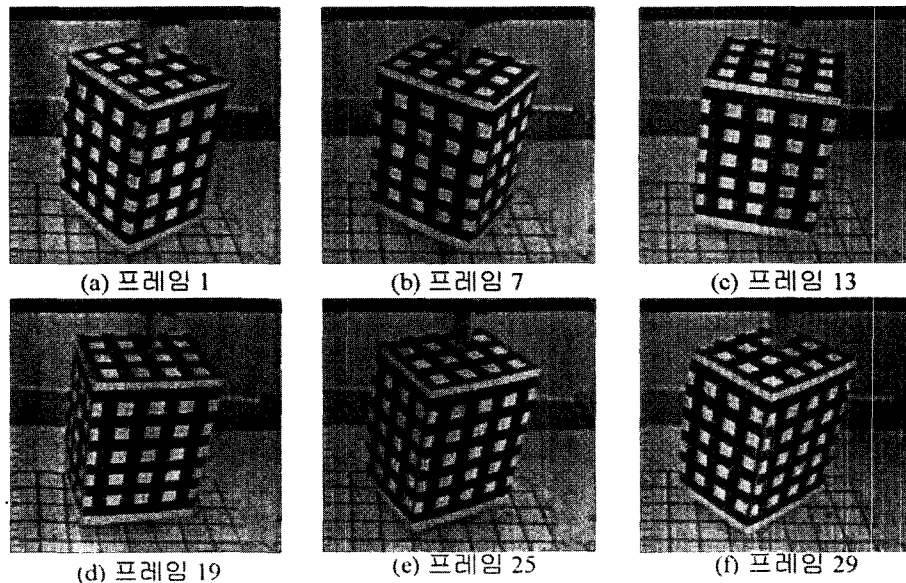 (a) 프레임 1
(b) 프레임 7
(c) 프레임 13
(d) 프레임 19
(e) 프레임 25
(f) 프레임 29